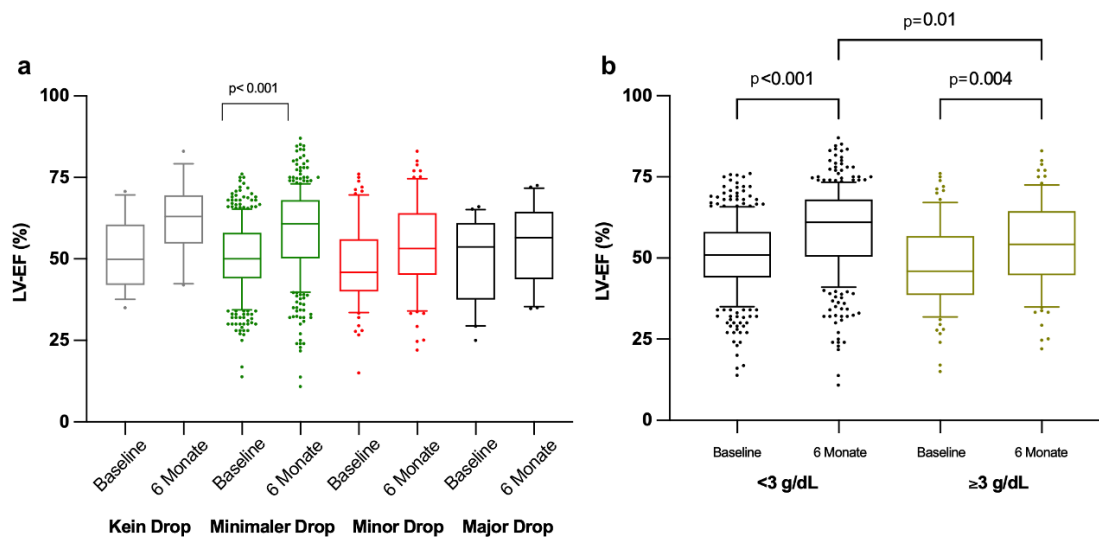 a
p< 0.001
LV-EF (%)
100
75
50
25
0
Baseline
6 Monate
Baseline
6 Monate
Baseline
6 Monate
Baseline
6 Monate
Kein Drop
Minimaler Drop
Minor Drop
Major Drop
b
p=0.01
p<0.001
p=0.004
LV-EF (%)
100
75
50
25
0
Baseline
6 Monate
Baseline
6 Monate
<3 g/dL
≥3 g/dL